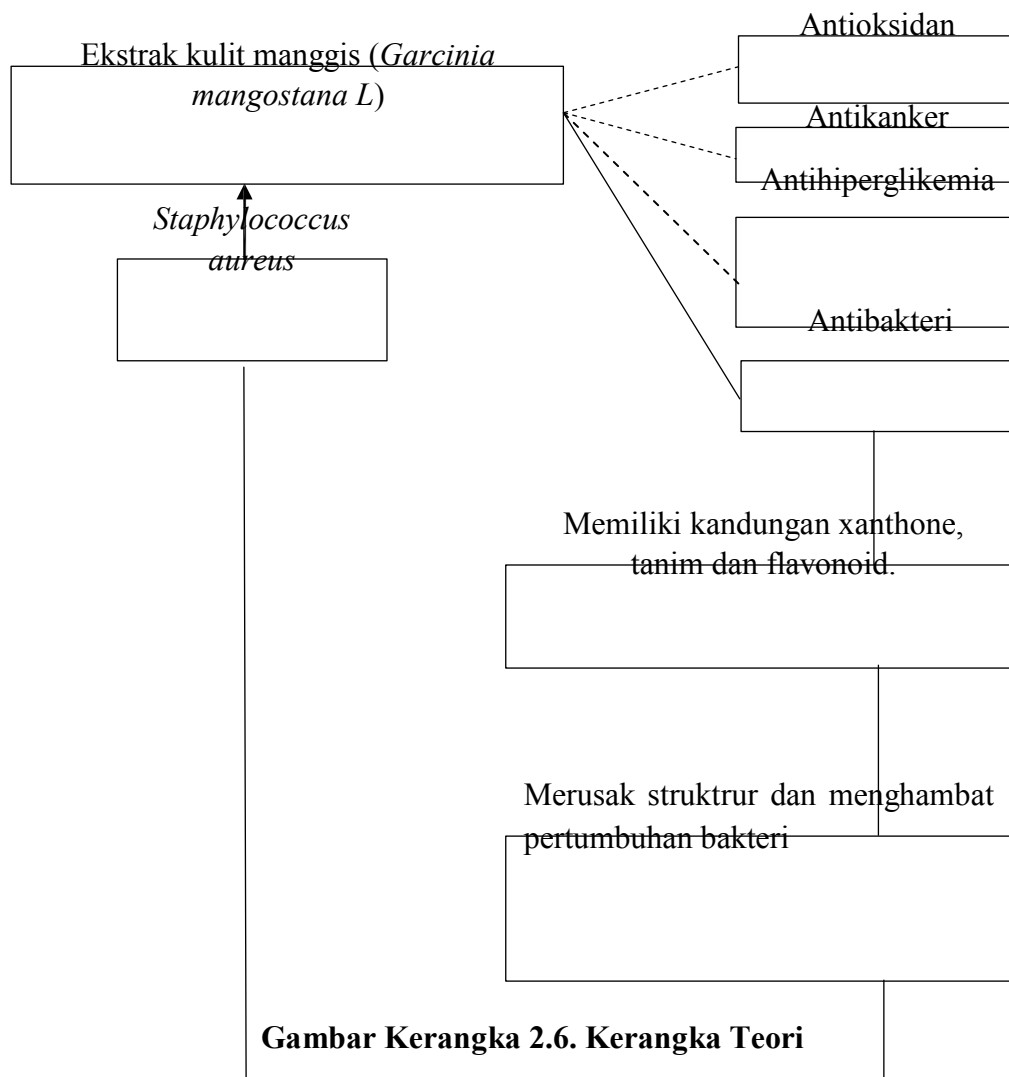 Antioksidan
Ekstrak kulit manggis (Garcinia
mangostana L)
Antikanker
Antihiperglikemia
Staphylococcus
aureus
Antibakteri
Memiliki kandungan xanthone,
tanim dan flavonoid.
Merusak struktrur dan menghambat
pertumbuhan bakteri
Gambar Kerangka 2.6. Kerangka Teori